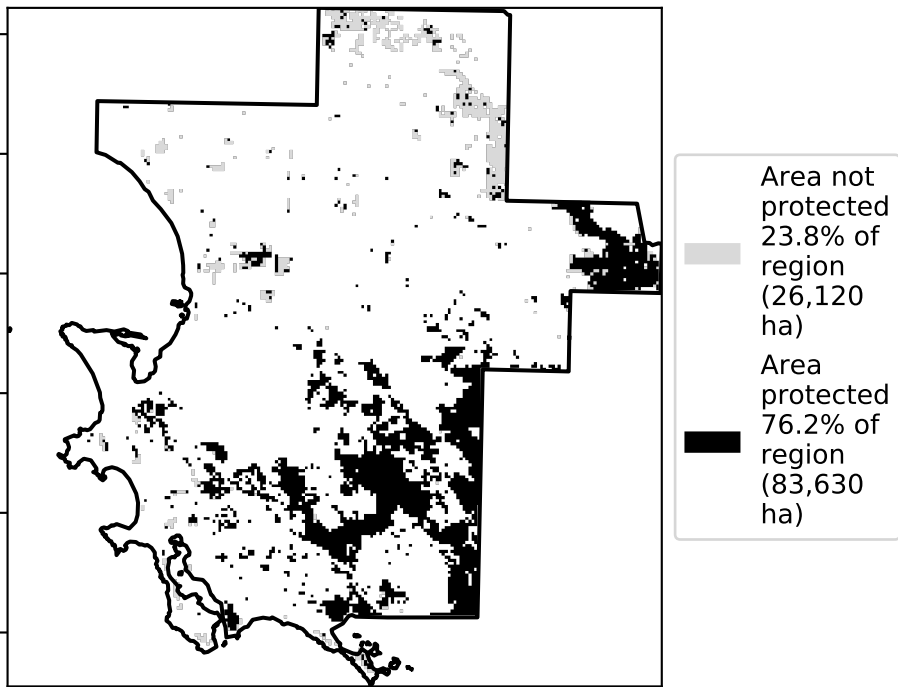 Area not
protected
23.8% of
region
(26,120
ha)
Area
protected
76.2% of
region
(83,630
ha)